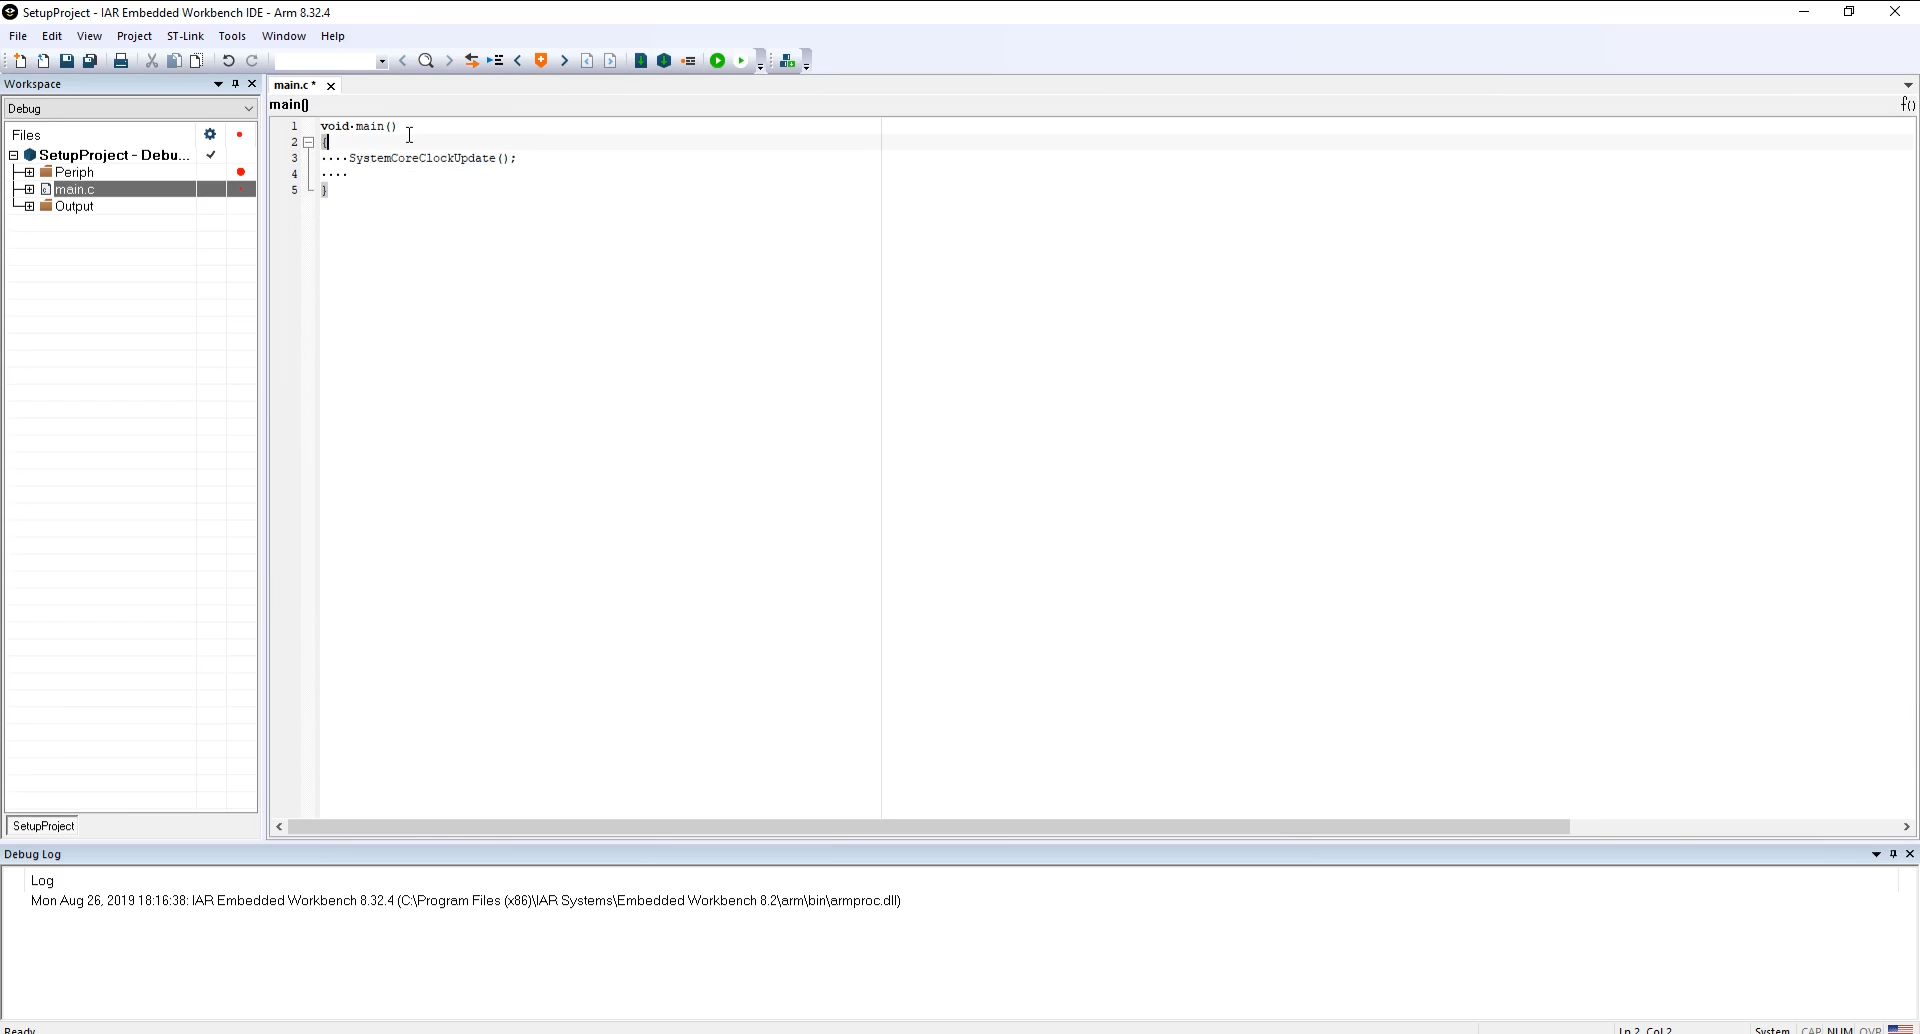 SetupProject - IAR Embedded Workbench IDE - Arm 8.32.4
File Edit View Project ST-Link Tools Window Help
Workspace
main.c *
main()
f()
Debug
Files
SetupProject - Debu...
Periph
main.c
Output
1 void·main()
2 {
3 ····SystemCoreClockUpdate();
4 ····
5 }
SetupProject
Debug Log
Log
Mon Aug 26, 2019 18:16:38: IAR Embedded Workbench 8.32.4 (C:\Program Files (x86)\IAR Systems\Embedded Workbench 8.2\arm\bin\armproc.dll)
Ready Ln 2, Col 2 System CAP NUM OVR